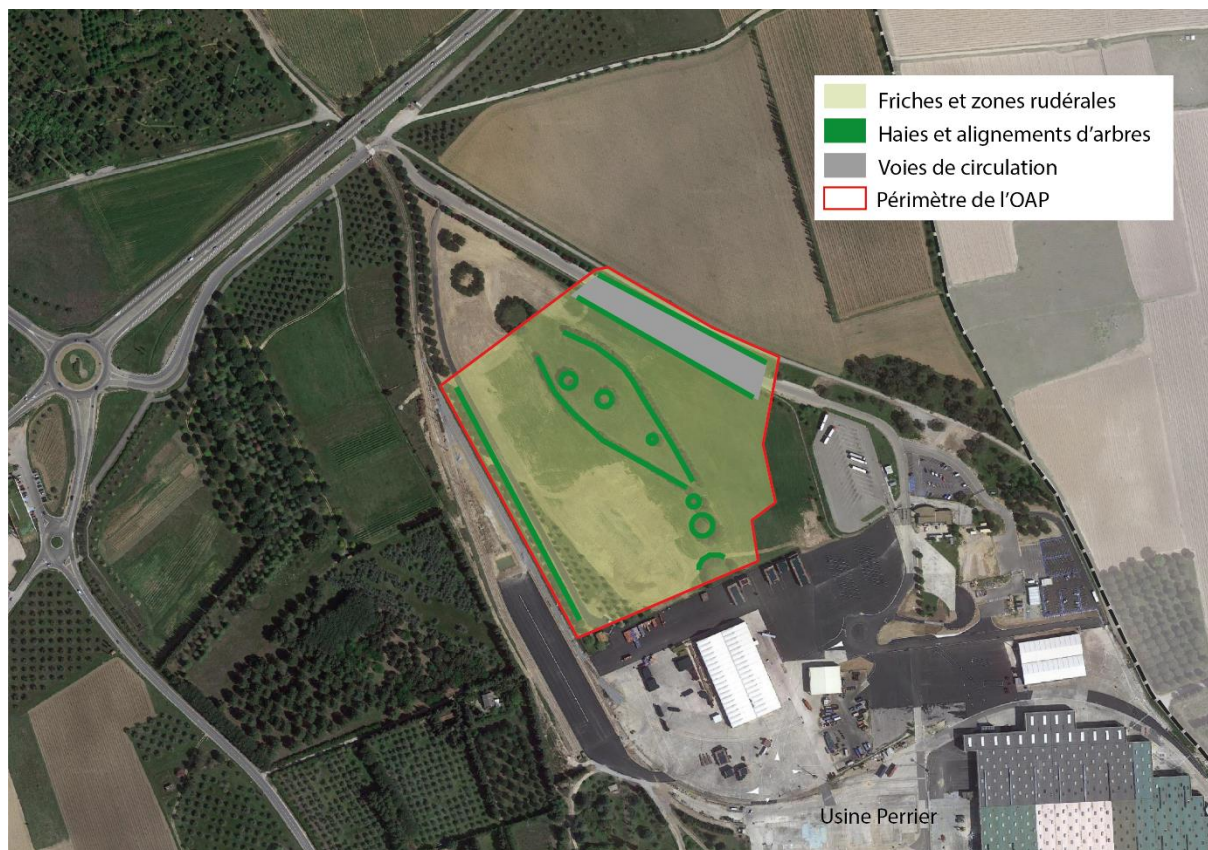 Friches et zones rudérales
Haies et alignements d'arbres
Voies de circulation
Périmètre de l'OAP
Usine Perrier